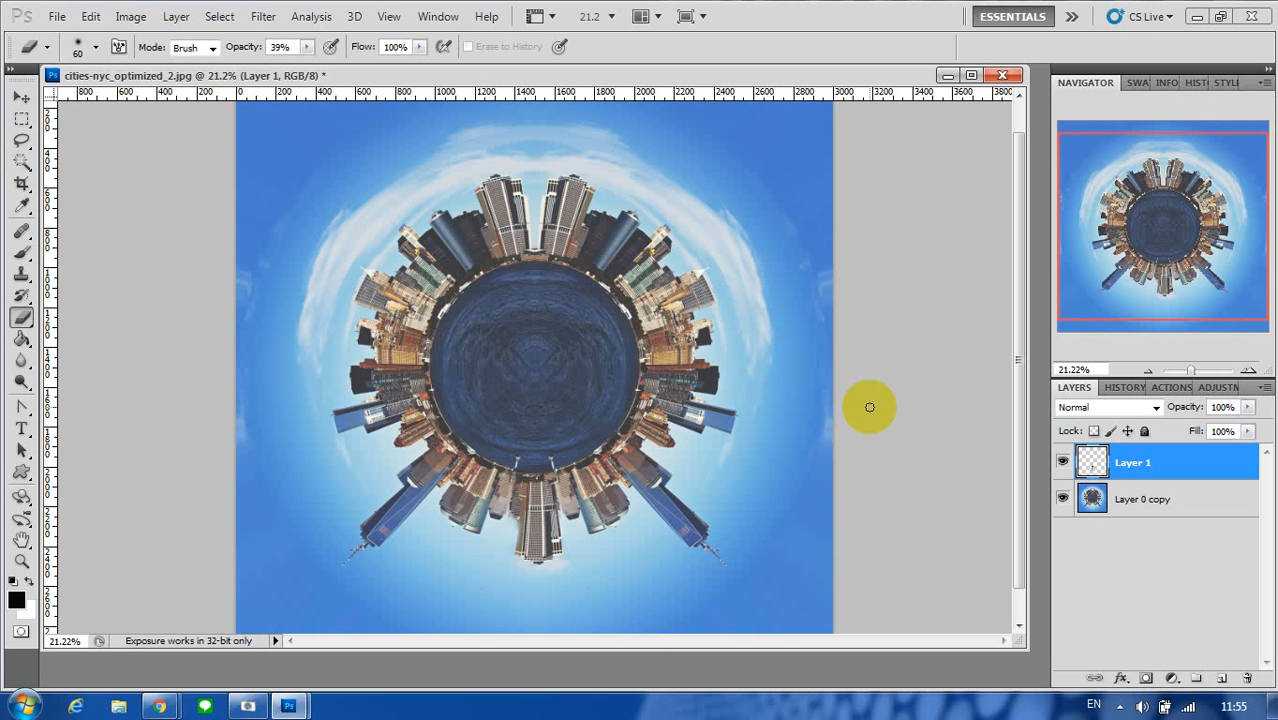 Ps File Edit Image Layer Select Filter Analysis 3D View Window Help 21.2 ESSENTIALS CS Live
60 Mode: Brush Opacity: 39% Flow: 100% Erase to History
Ps cities-nyc_optimized_2.jpg @ 21.2% (Layer 1, RGB/8) *
800 600 400 200 0 200 400 600 800 1000 1200 1400 1600 1800 2000 2200 2400 2600 2800 3000 3200 3400 3600 3800
NAVIGATOR SWA INFO HIST STYLE
21.22%
LAYERS HISTORY ACTIONS ADJUSTM
Normal Opacity: 100%
Lock: Fill: 100%
Layer 1
Layer 0 copy
21.22% Exposure works in 32-bit only
Ps EN 11:55